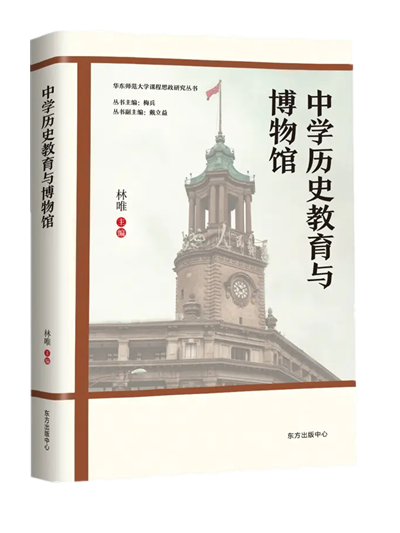 中学历史教育与博物馆
林唯
主编
东方出版中心
华东师范大学课程思政研究丛书
丛书主编：梅兵
丛书副主编：戴立益
中学历史教育与
博物馆
林唯
主编
人民
东方出版中心